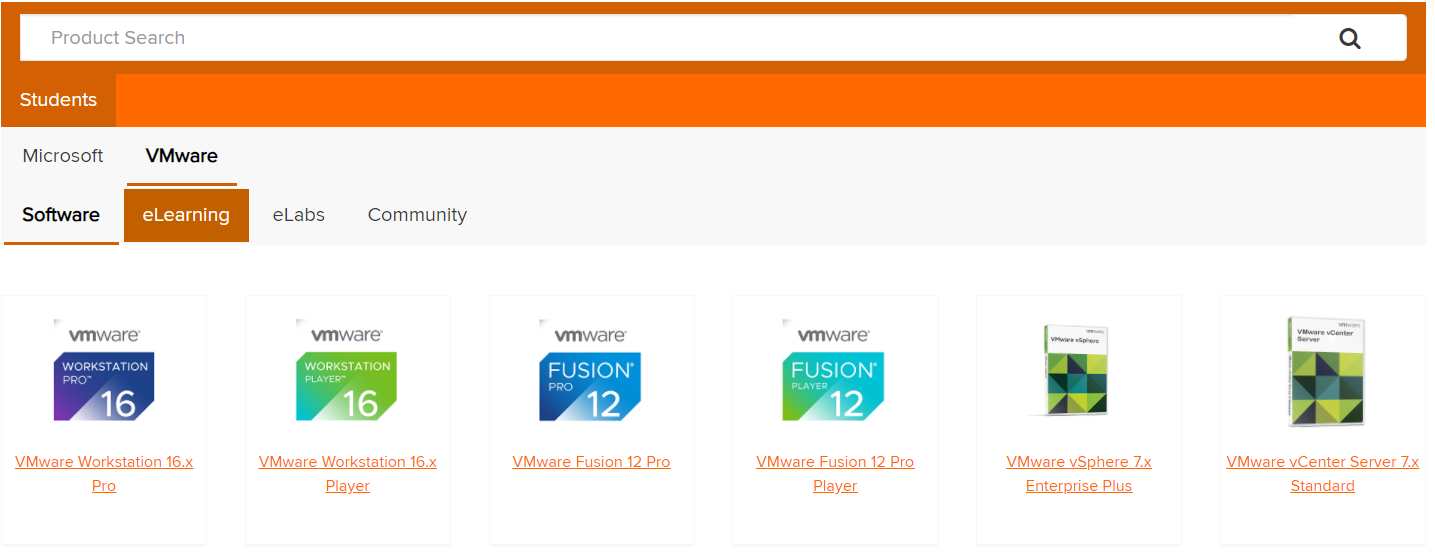 Product Search
Students
Microsoft VMware
Software eLearning eLabs Community
vmware®
WORKSTATION
PRO™
16
VMware Workstation 16.x
Pro
vmware®
WORKSTATION
PLAYER™
16
VMware Workstation 16.x
Player
vmware®
FUSION®
PRO
12
VMware Fusion 12 Pro
vmware®
FUSION®
PLAYER
12
VMware Fusion 12 Pro
Player
vmware
VMware vSphere
VMware vSphere 7.x
Enterprise Plus
vmware
VMware vCenter
Server
VMware vCenter Server 7.x
Standard